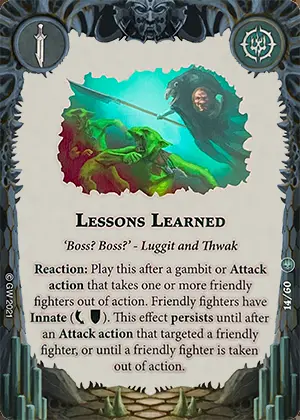 LESSONS LEARNED
'Boss? Boss?' - Luggit and Thwak
Reaction: Play this after a gambit or Attack
action that takes one or more friendly
fighters out of action. Friendly fighters have
Innate ( ). This effect persists until after
an Attack action that targeted a friendly
fighter, or until a friendly fighter is taken
out of action.
© GW 2021
14/60